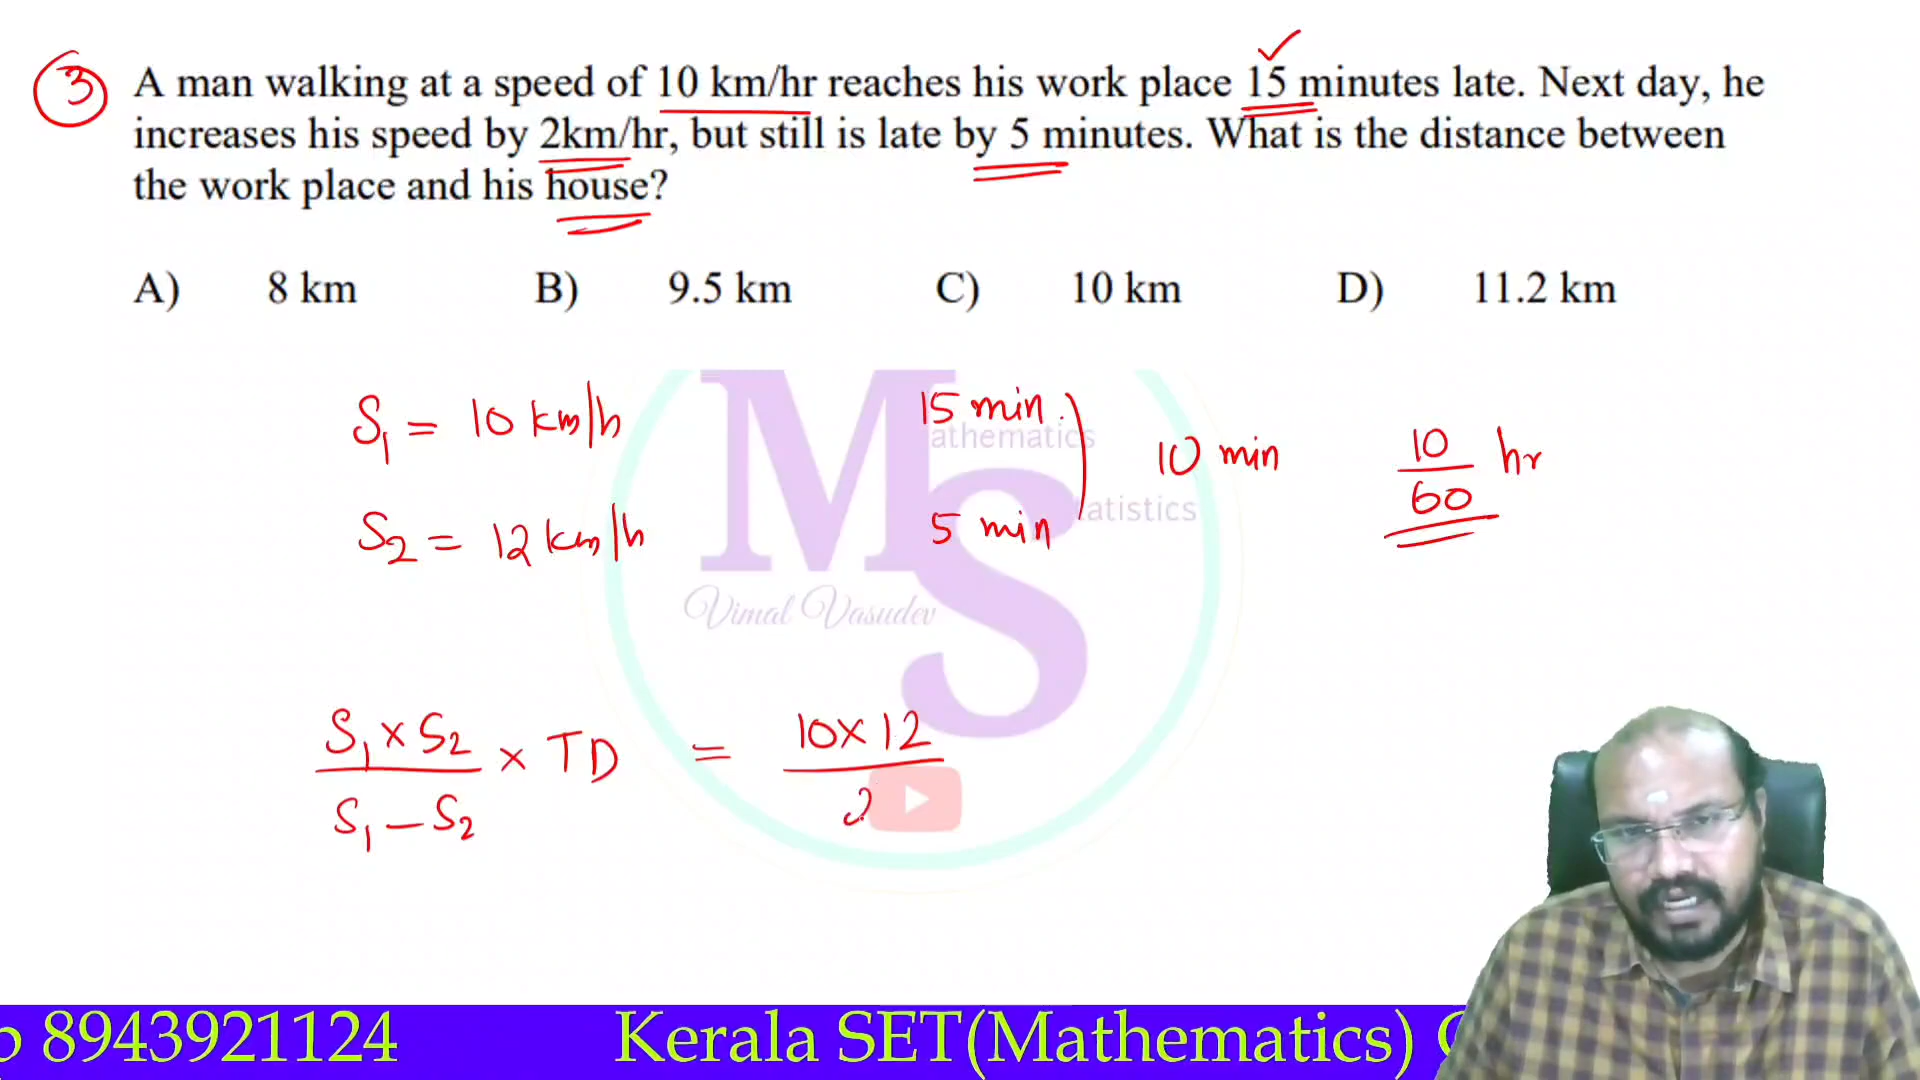 3 A man walking at a speed of 10 km/hr reaches his work place 15 minutes late. Next day, he
increases his speed by 2km/hr, but still is late by 5 minutes. What is the distance between
the work place and his house?
A) 8 km B) 9.5 km C) 10 km D) 11.2 km
S₁ = 10 km/h 15 min
10 min 10/60 hr
S₂ = 12 km/h 5 min
MS
athematics
tatistics
Vimal Vasudev
(S₁ × S₂)/(S₁ − S₂) × TD = (10 × 12)/2
8943921124 Kerala SET(Mathematics)